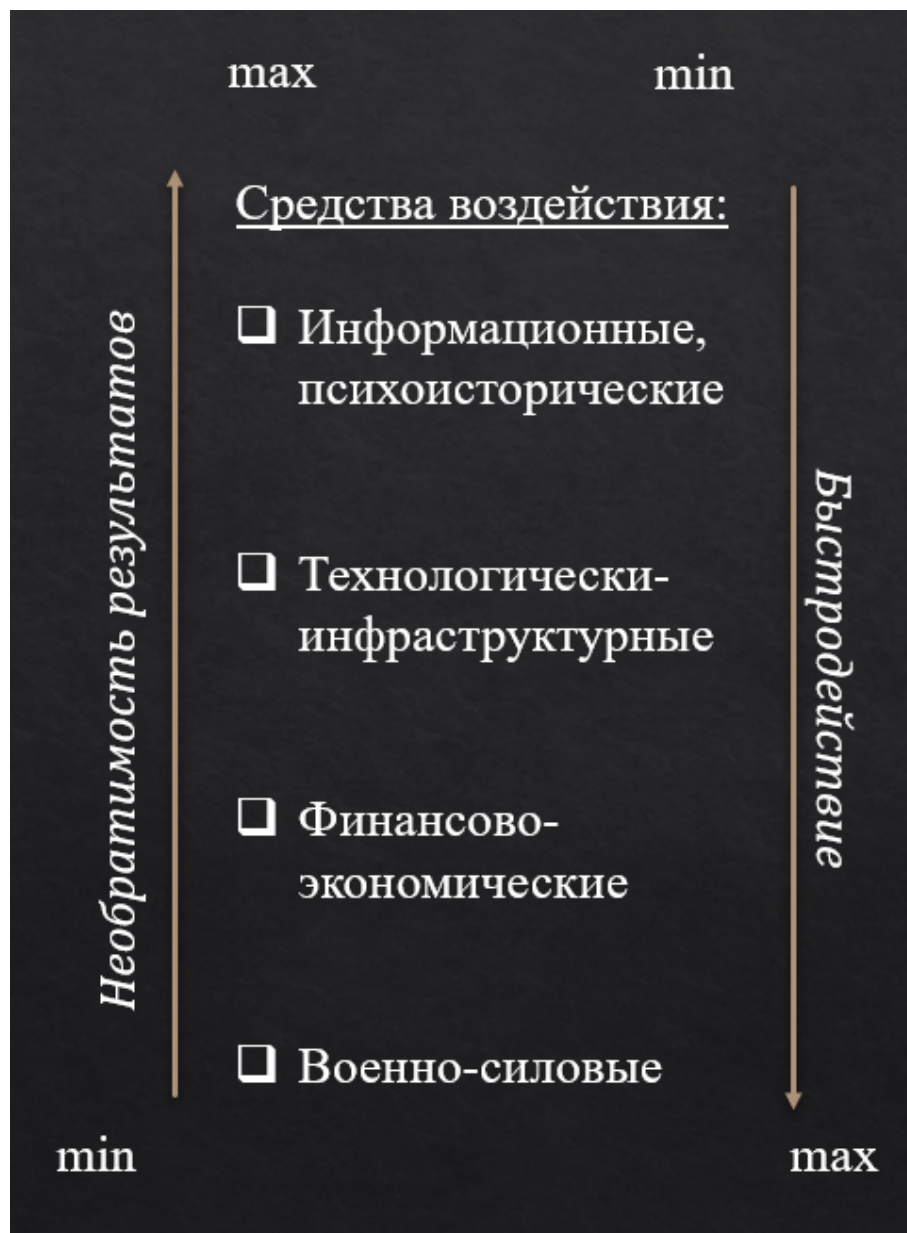 max
min
Средства воздействия:
Информационные,
психоисторические
Технологически-
инфраструктурные
Финансово-
экономические
Военно-силовые
Необратимость результатов
Быстродействие
min
max